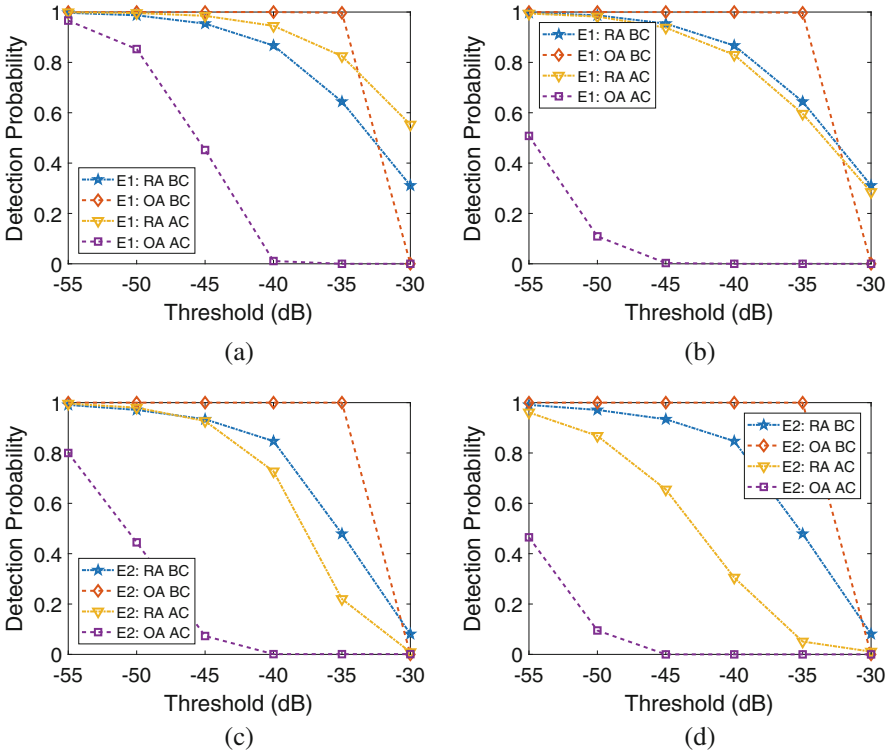 1
0.8
0.6
0.4
0.2
0
Detection Probability
-55 -50 -45 -40 -35 -30
Threshold (dB)
E1: RA BC
E1: OA BC
E1: RA AC
E1: OA AC
(a)
1
0.8
0.6
0.4
0.2
0
Detection Probability
-55 -50 -45 -40 -35 -30
Threshold (dB)
E1: RA BC
E1: OA BC
E1: RA AC
E1: OA AC
(b)
1
0.8
0.6
0.4
0.2
0
Detection Probability
-55 -50 -45 -40 -35 -30
Threshold (dB)
E2: RA BC
E2: OA BC
E2: RA AC
E2: OA AC
(c)
1
0.8
0.6
0.4
0.2
0
Detection Probability
-55 -50 -45 -40 -35 -30
Threshold (dB)
E2: RA BC
E2: OA BC
E2: RA AC
E2: OA AC
(d)